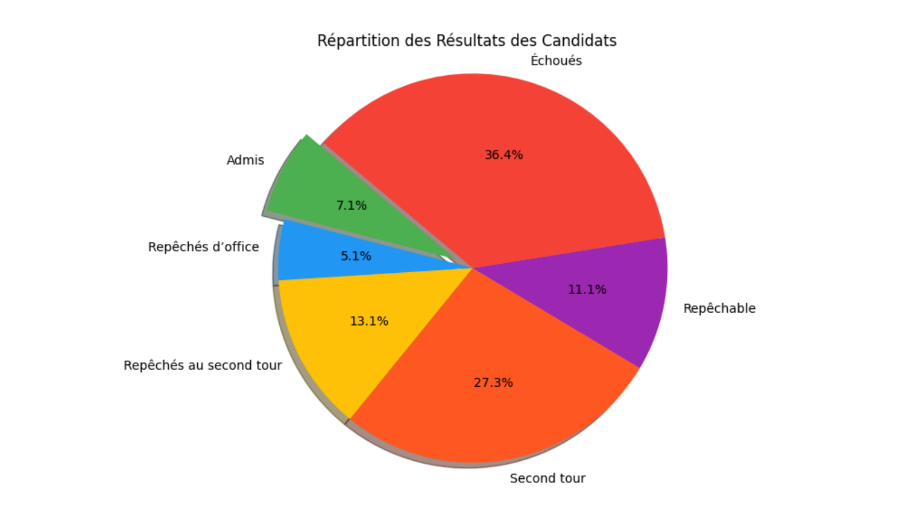 Répartition des Résultats des Candidats
Échoués
36.4%
Admis
7.1%
Repêchés d’office
5.1%
11.1%
Repêchable
13.1%
Repêchés au second tour
27.3%
Second tour